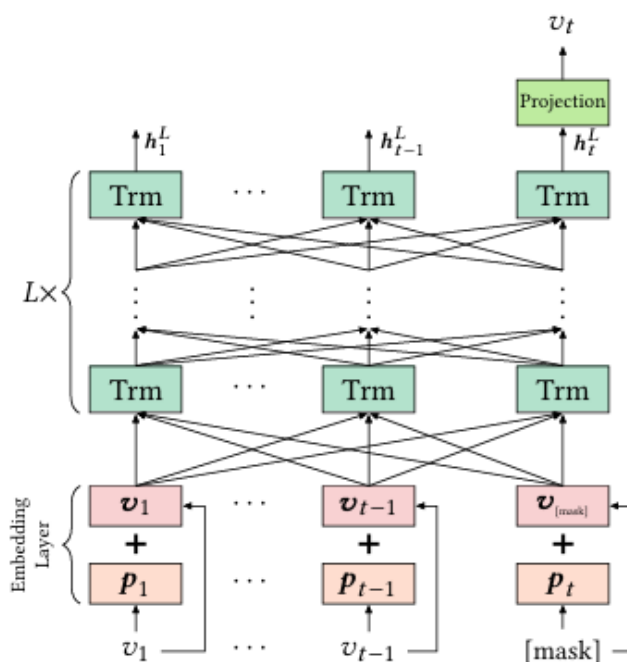 v_t
Projection
h_1^L h_{t-1}^L h_t^L
Trm · · · Trm Trm
L×
Trm · · · Trm Trm
Embedding
Layer
v_1 · · · v_{t-1} v_[mask]
+ + +
p_1 · · · p_{t-1} p_t
v_1 · · · v_{t-1} [mask]